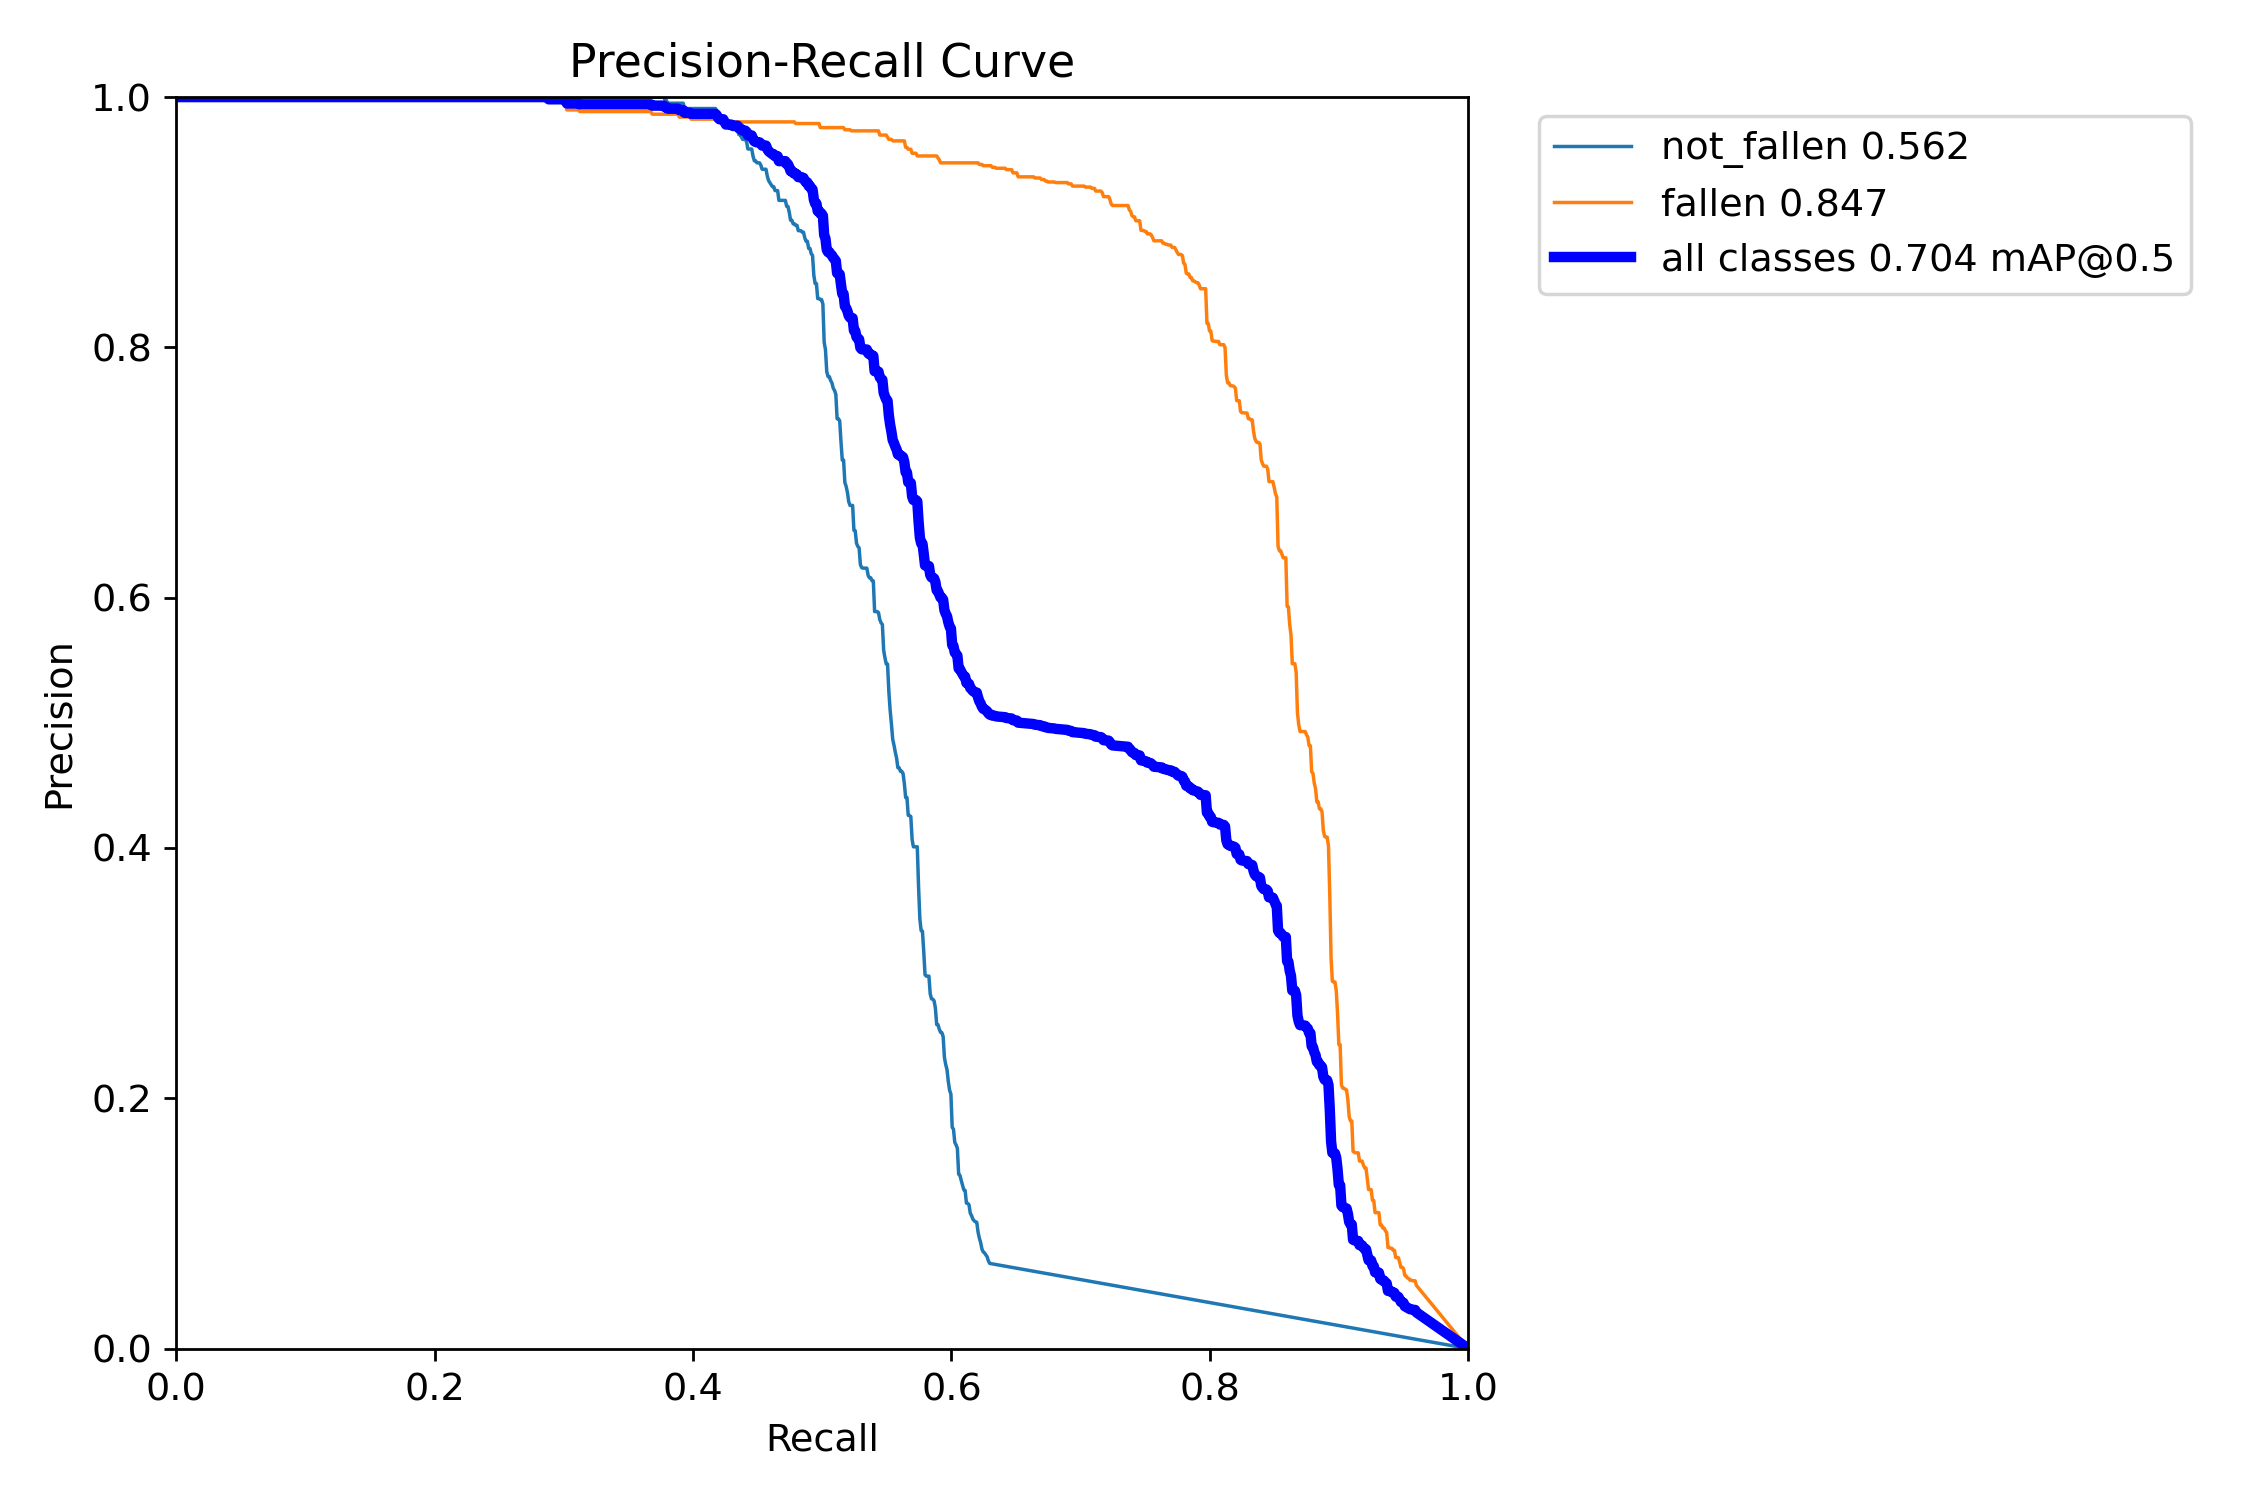 Precision-Recall Curve
not_fallen 0.562
fallen 0.847
all classes 0.704 mAP@0.5
Precision
1.0
0.8
0.6
0.4
0.2
0.0
0.0 0.2 0.4 0.6 0.8 1.0
Recall